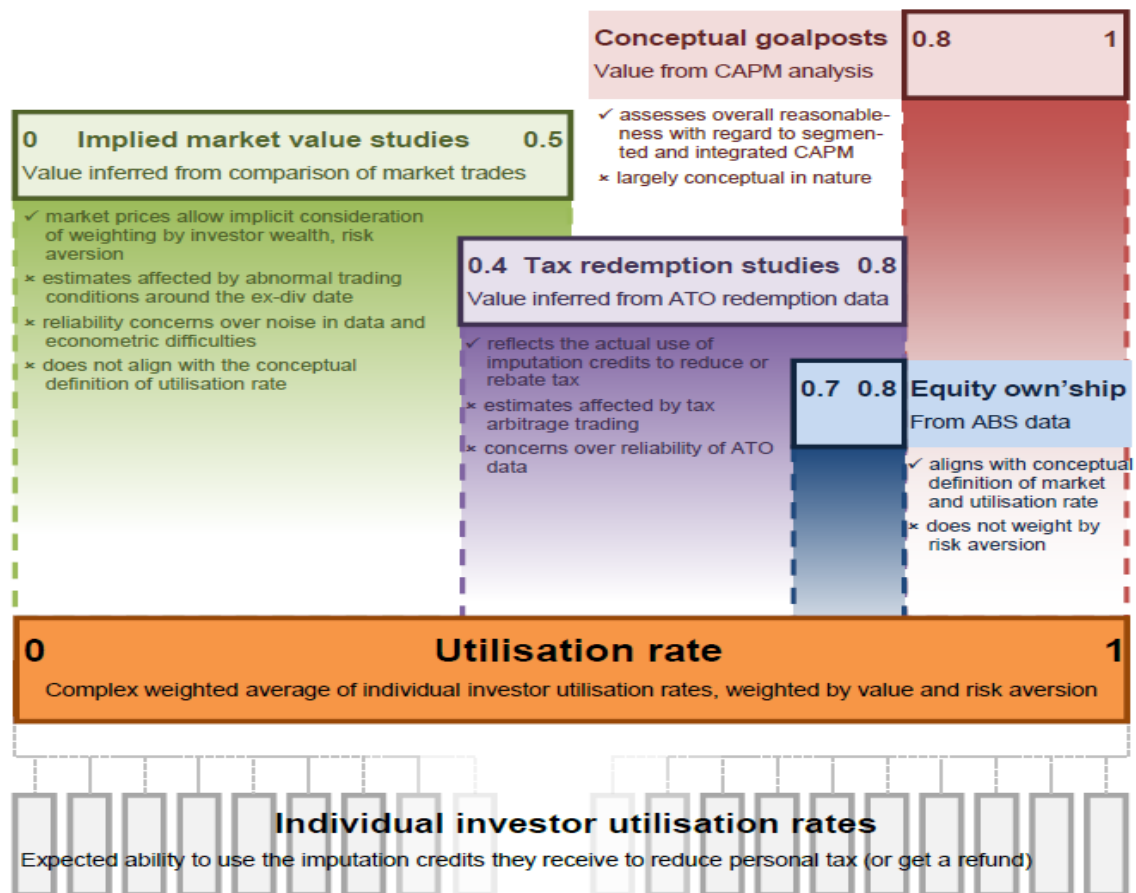 Conceptual goalposts 0.8 1
Value from CAPM analysis
✓ assesses overall reasonable-
ness with regard to segmen-
ted and integrated CAPM
× largely conceptual in nature
0 Implied market value studies 0.5
Value inferred from comparison of market trades
✓ market prices allow implicit consideration
of weighting by investor wealth, risk
aversion
× estimates affected by abnormal trading
conditions around the ex-div date
× reliability concerns over noise in data and
econometric difficulties
× does not align with the conceptual
definition of utilisation rate
0.4 Tax redemption studies 0.8
Value inferred from ATO redemption data
✓ reflects the actual use of
imputation credits to reduce or
rebate tax
× estimates affected by tax
arbitrage trading
× concerns over reliability of ATO
data
0.7 0.8 Equity own'ship
From ABS data
✓ aligns with conceptual
definition of market
and utilisation rate
× does not weight by
risk aversion
0 Utilisation rate 1
Complex weighted average of individual investor utilisation rates, weighted by value and risk aversion
Individual investor utilisation rates
Expected ability to use the imputation credits they receive to reduce personal tax (or get a refund)